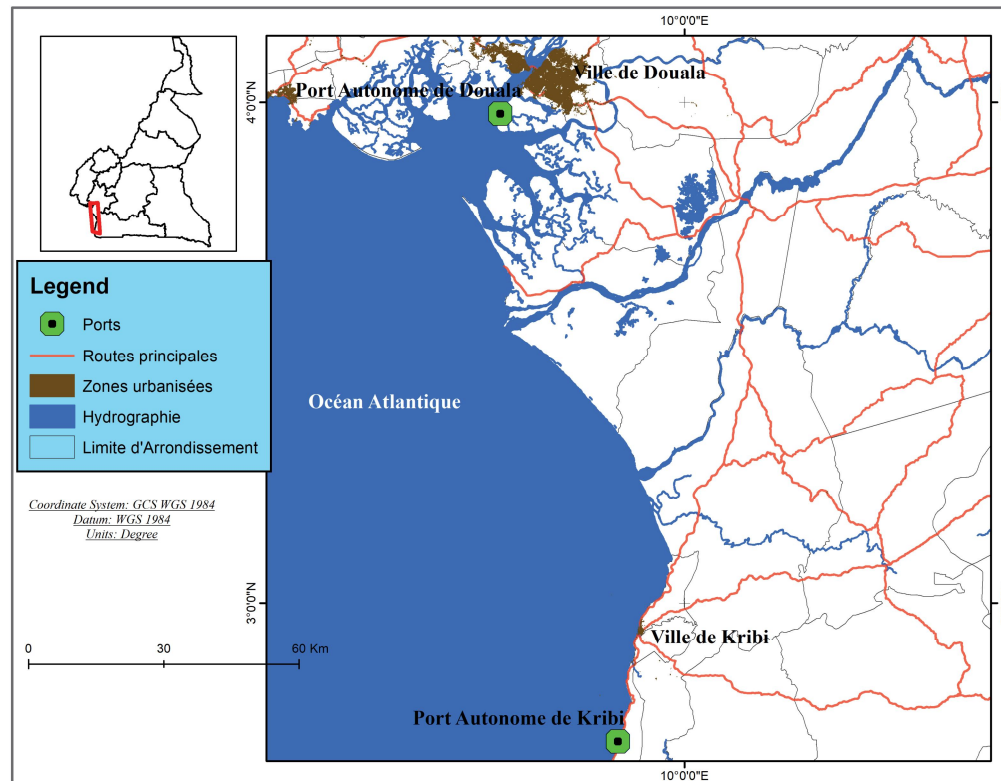 10°0'0"E
Ville de Douala
Port Autonome de Douala
4°0'0"N
Legend
Ports
Routes principales
Zones urbanisées
Hydrographie
Limite d'Arrondissement
Océan Atlantique
Coordinate System: GCS WGS 1984
Datum: WGS 1984
Units: Degree
3°0'0"N
Ville de Kribi
0 30 60 Km
Port Autonome de Kribi
10°0'0"E